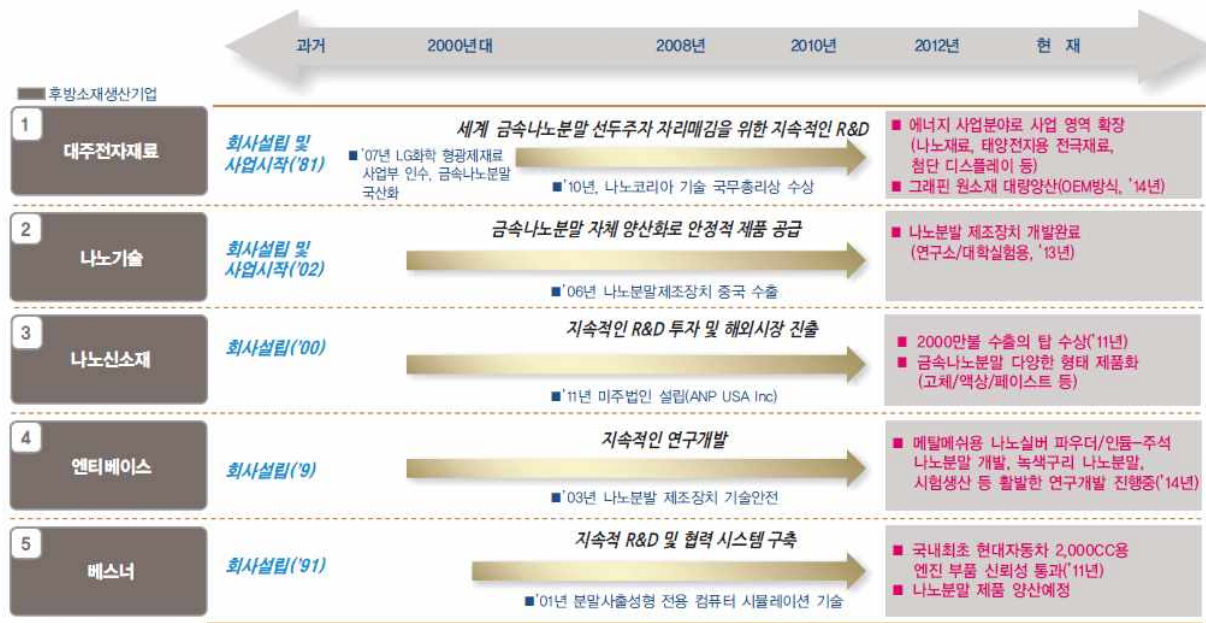 과거 2000년대 2008년 2010년 2012년 현 재
후방소재생산기업
1
대주전자재료
회사설립 및
사업시작('81)
세계 금속나노분말 선두주자 자리매김을 위한 지속적인 R&D
■'07년 LG화학 형광제재료
사업부 인수, 금속나노분말
국산화
■'10년, 나노코리아 기술 국무총리상 수상
■ 에너지 사업분야로 사업 영역 확장
(나노재료, 태양전지용 전극재료,
첨단 디스플레이 등)
■ 그래핀 원소재 대량양산(OEM방식, '14년)
2
나노기술
회사설립 및
사업시작('02)
금속나노분말 자체 양산화로 안정적 제품 공급
■'06년 나노분말제조장치 중국 수출
■ 나노분발 제조장치 개발완료
(연구소/대학실험용, '13년)
3
나노신소재
회사설립('00)
지속적인 R&D 투자 및 해외시장 진출
■'11년 미주법인 설립(ANP USA Inc)
■ 2000만불 수출의 탑 수상('11년)
■ 금속나노분말 다양한 형태 제품화
(고체/액상/페이스트 등)
4
엔티베이스
회사설립('9)
지속적인 연구개발
■'03년 나노분발 제조장치 기술안전
■ 메탈메쉬용 나노실버 파우더/인듐-주석
나노분말 개발, 녹색구리 나노분말,
시험생산 등 활발한 연구개발 진행중('14년)
5
베스너
회사설립('91)
지속적 R&D 및 협력 시스템 구축
■'01년 분말사출성형 전용 컴퓨터 시뮬레이션 기술
■ 국내최초 현대자동차 2,000CC용
엔진 부품 신뢰성 통과('11년)
■ 나노분말 제품 양산예정